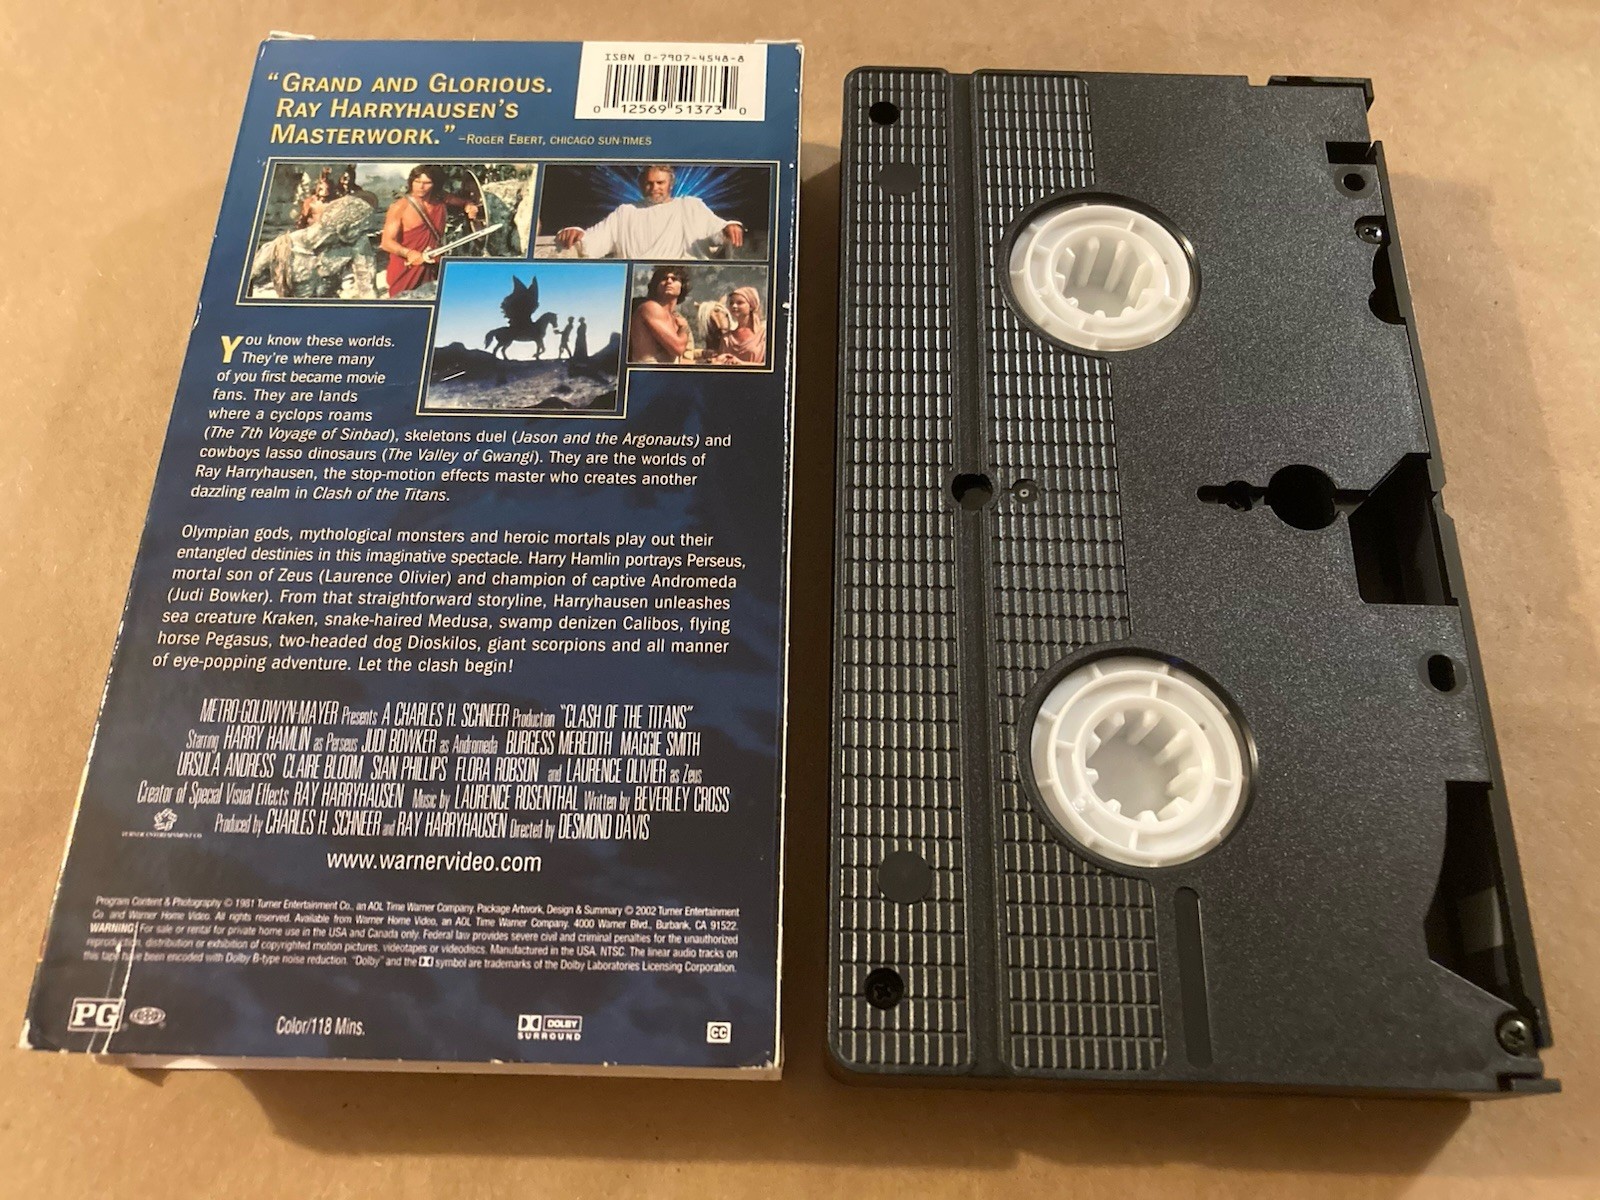 ISBN 0-7907-4548-8
0 12569 51373 0
“GRAND AND GLORIOUS.
RAY HARRYHAUSEN’S
MASTERWORK.” –ROGER EBERT, CHICAGO SUN-TIMES
You know these worlds.
They’re where many
of you first became movie
fans. They are lands
where a cyclops roams
(The 7th Voyage of Sinbad), skeletons duel (Jason and the Argonauts) and
cowboys lasso dinosaurs (The Valley of Gwangi). They are the worlds of
Ray Harryhausen, the stop-motion effects master who creates another
dazzling realm in Clash of the Titans.
Olympian gods, mythological monsters and heroic mortals play out their
entangled destinies in this imaginative spectacle. Harry Hamlin portrays Perseus,
mortal son of Zeus (Laurence Olivier) and champion of captive Andromeda
(Judi Bowker). From that straightforward storyline, Harryhausen unleashes
sea creature Kraken, snake-haired Medusa, swamp denizen Calibos, flying
horse Pegasus, two-headed dog Dioskilos, giant scorpions and all manner
of eye-popping adventure. Let the clash begin!
METRO-GOLDWYN-MAYER Presents A CHARLES H. SCHNEER Production “CLASH OF THE TITANS”
Starring HARRY HAMLIN as Perseus JUDI BOWKER as Andromeda BURGESS MEREDITH MAGGIE SMITH
URSULA ANDRESS CLAIRE BLOOM SIAN PHILLIPS FLORA ROBSON and LAURENCE OLIVIER as Zeus
Creator of Special Visual Effects RAY HARRYHAUSEN Music by LAURENCE ROSENTHAL Written by BEVERLEY CROSS
Produced by CHARLES H. SCHNEER and RAY HARRYHAUSEN Directed by DESMOND DAVIS
TURNER ENTERTAINMENT CO
www.warnervideo.com
Program Content & Photography © 1981 Turner Entertainment Co., an AOL Time Warner Company. Package Artwork, Design & Summary © 2002 Turner Entertainment
Co. and Warner Home Video. All rights reserved. Available from Warner Home Video, an AOL Time Warner Company. 4000 Warner Blvd., Burbank, CA 91522.
WARNING: For sale or rental for private home use in the USA and Canada only. Federal law provides severe civil and criminal penalties for the unauthorized
reproduction, distribution or exhibition of copyrighted motion pictures, videotapes or videodiscs. Manufactured in the USA. NTSC. The linear audio tracks on
this tape have been encoded with Dolby B-type noise reduction. “Dolby” and the symbol are trademarks of the Dolby Laboratories Licensing Corporation.
PG
Color/118 Mins.
DOLBY
SURROUND
CC